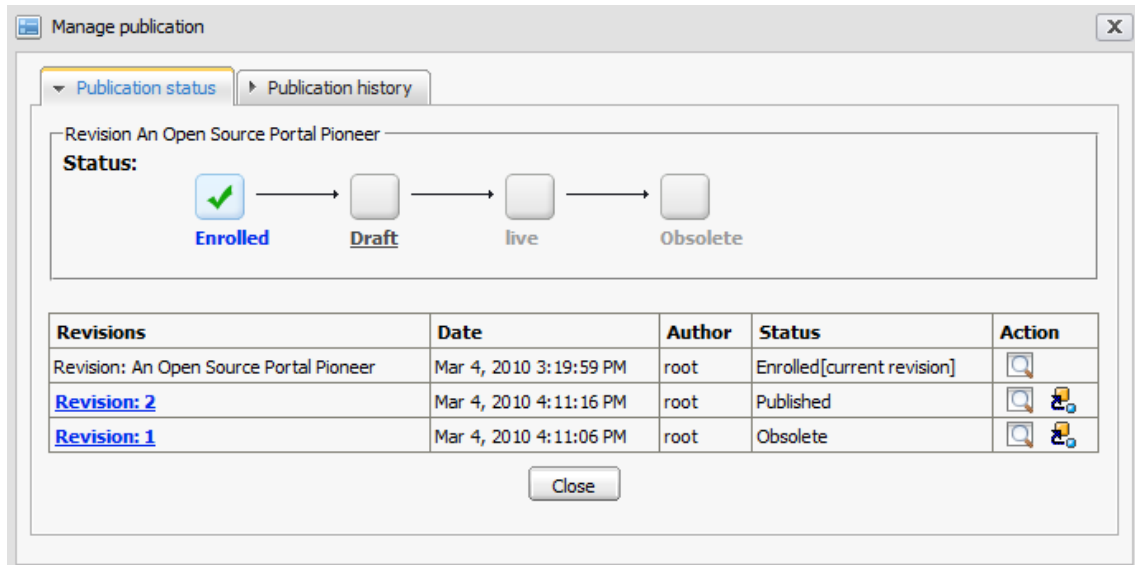 Manage publication
X
Publication status
Publication history
Revision An Open Source Portal Pioneer
Status:
Enrolled Draft live Obsolete
Revisions Date Author Status Action
Revision: An Open Source Portal Pioneer Mar 4, 2010 3:19:59 PM root Enrolled[current revision]
Revision: 2 Mar 4, 2010 4:11:16 PM root Published
Revision: 1 Mar 4, 2010 4:11:06 PM root Obsolete
Close